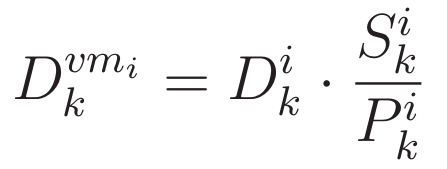 $D_k^{vm_i} = D_k^i \cdot \frac{S_k^i}{P_k^i}$